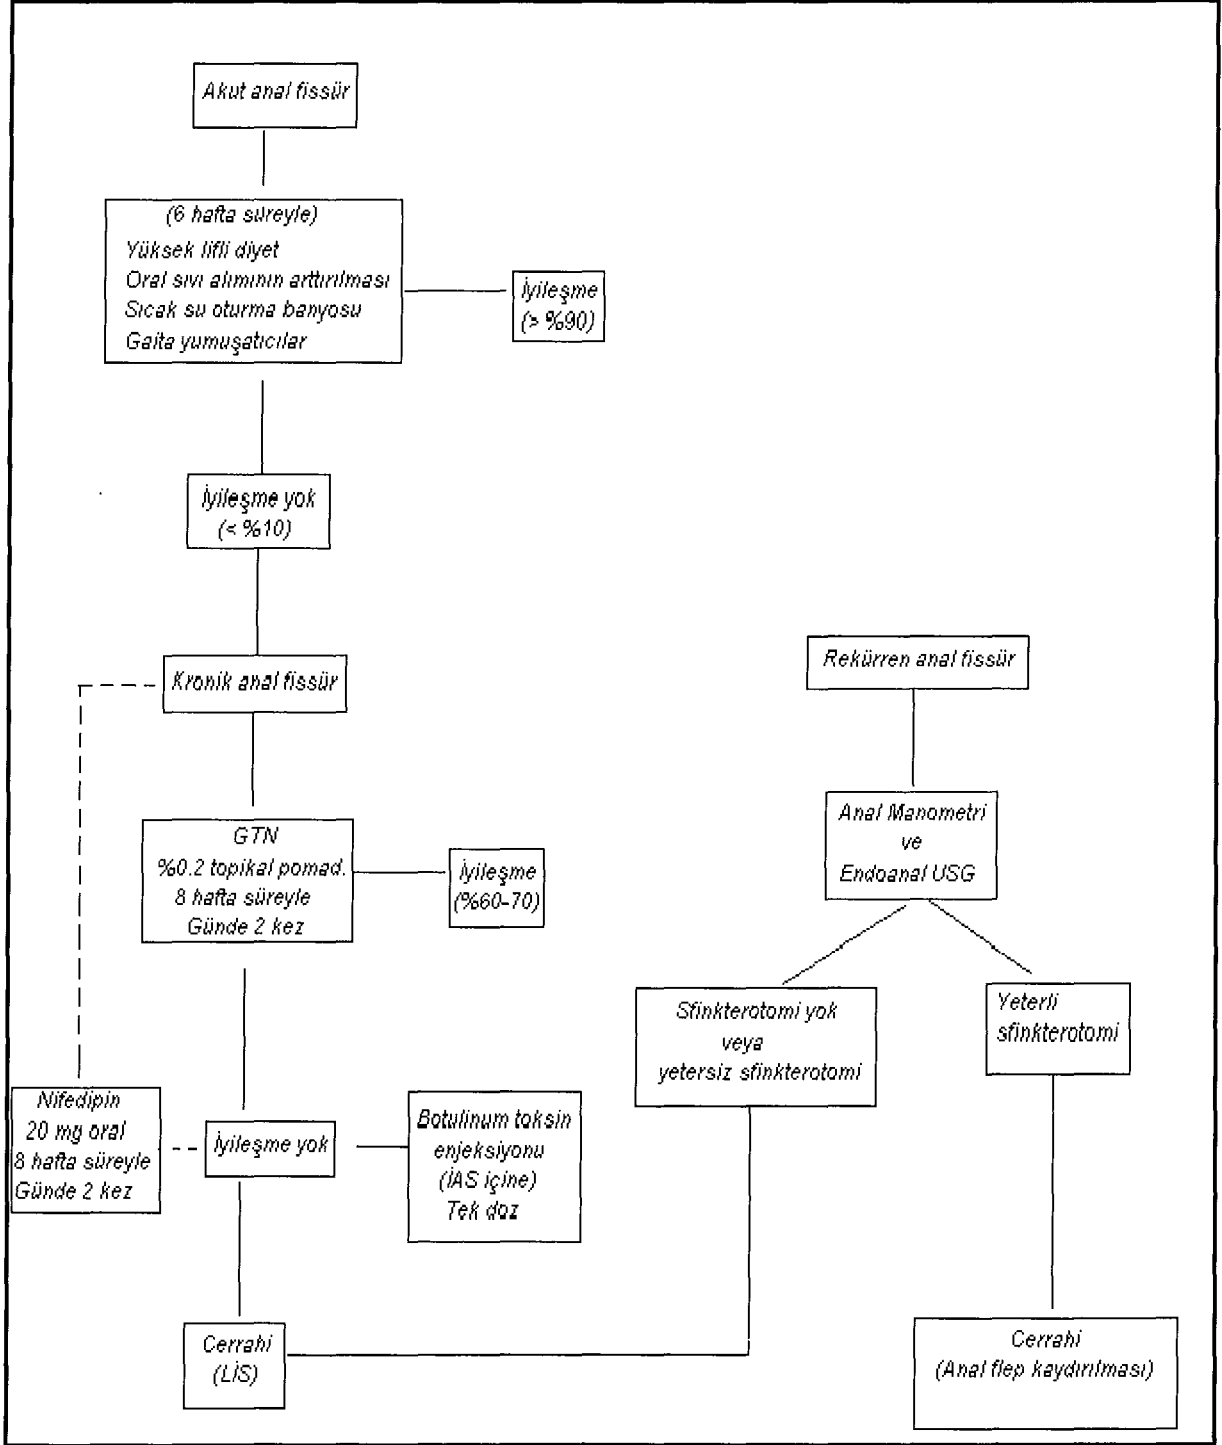 Akut anal fissür
(6 hafta süreyle)
Yüksek lifli diyet
Oral sıvı alımının arttırılması
Sıcak su oturma banyosu
Gaita yumuşatıcılar
İyileşme
(> %90)
İyileşme yok
(< %10)
Kronik anal fissür
GTN
%0.2 topikal pomad.
8 hafta süreyle
Günde 2 kez
İyileşme
(%60-70)
Nifedipin
20 mg oral
8 hafta süreyle
Günde 2 kez
İyileşme yok
Botulinum toksin
enjeksiyonu
(İAS içine)
Tek doz
Cerrahi
(LİS)
Rekürren anal fissür
Anal Manometri
ve
Endoanal USG
Sfinkterotomi yok
veya
yetersiz sfinkterotomi
Yeterli
sfinkterotomi
Cerrahi
(Anal flep kaydırılması)